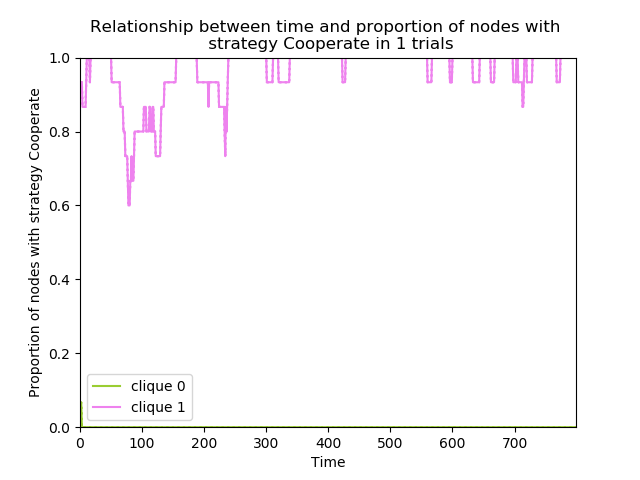 Relationship between time and proportion of nodes with
strategy Cooperate in 1 trials
Proportion of nodes with strategy Cooperate
1.0
0.8
0.6
0.4
0.2
0.0
clique 0
clique 1
0 100 200 300 400 500 600 700
Time